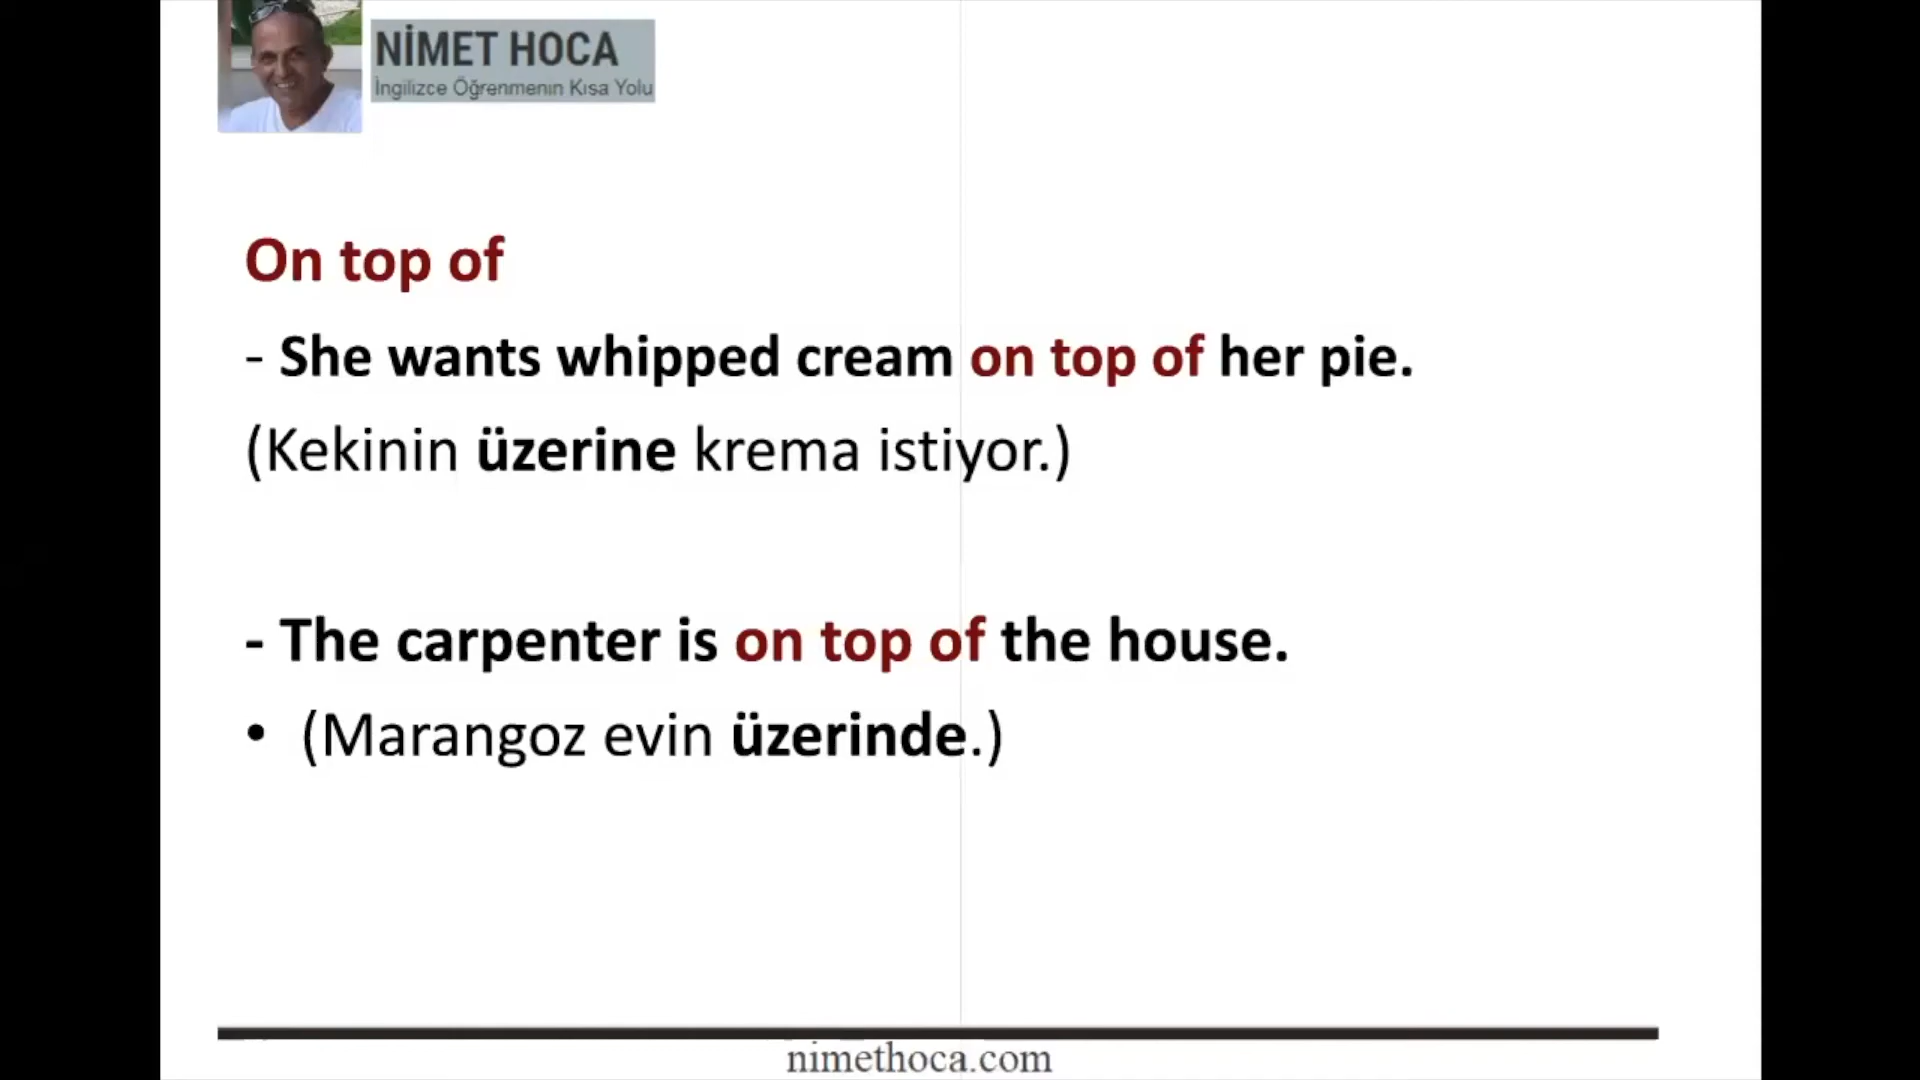 NİMET HOCA
İngilizce Öğrenmenin Kısa Yolu
On top of
- She wants whipped cream on top of her pie.
(Kekinin üzerine krema istiyor.)
- The carpenter is on top of the house.
• (Marangoz evin üzerinde.)
nimethoca.com